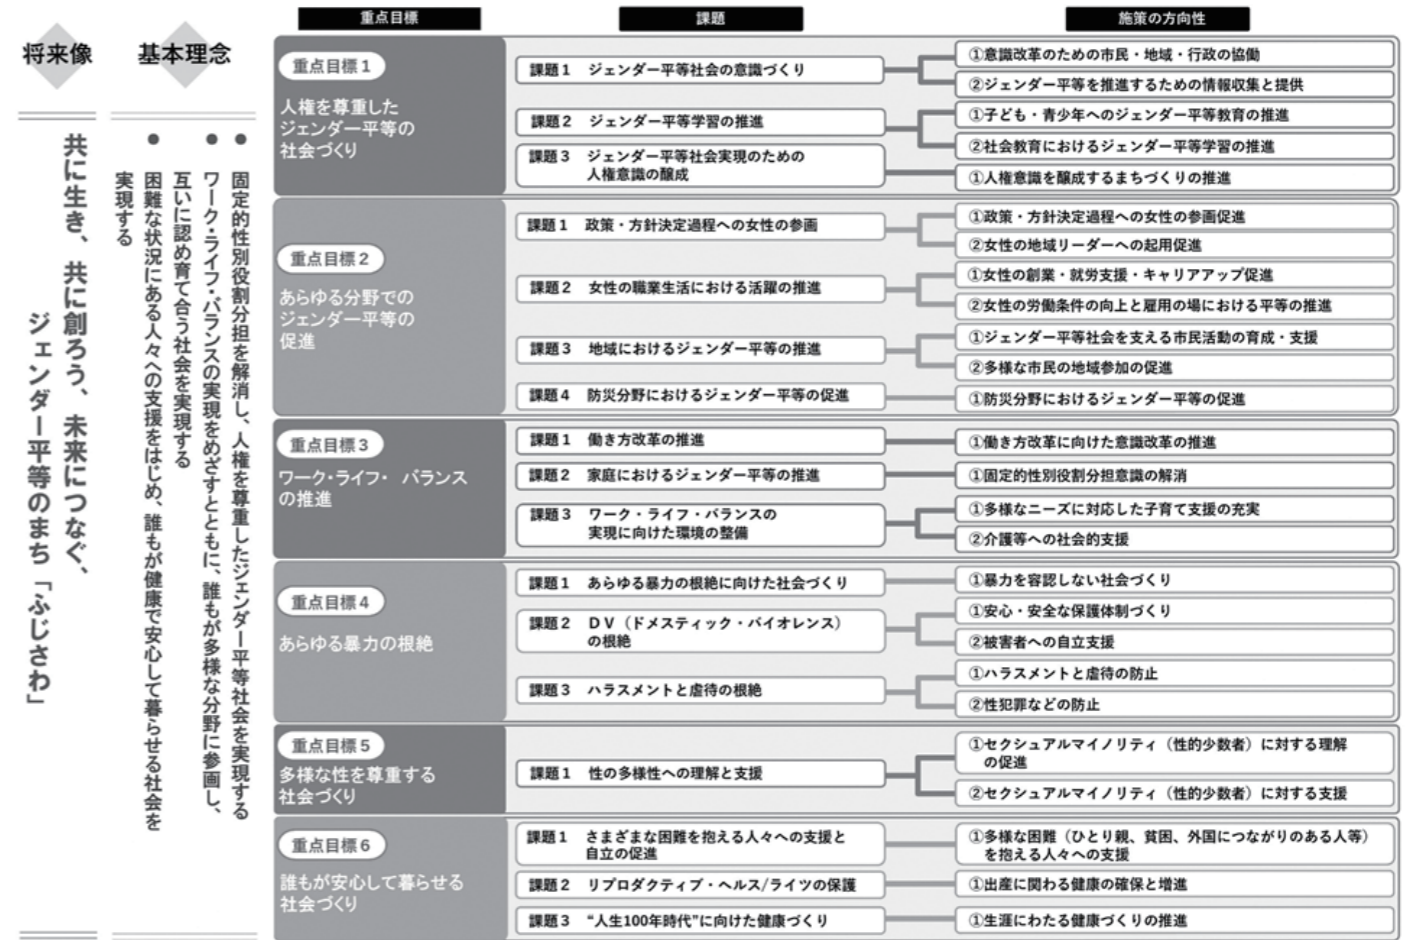 将来像
共に生き、共に創ろう、未来につなぐ、
ジェンダー平等のまち「ふじさわ」
基本理念
● 固定的性別役割分担を解消し、人権を尊重したジェンダー平等社会を実現する
● ワーク・ライフ・バランスの実現をめざすとともに、誰もが多様な分野に参画し、
互いに認め育て合う社会を実現する
● 困難な状況にある人々への支援をはじめ、誰もが健康で安心して暮らせる社会を
実現する
重点目標
課題
施策の方向性
重点目標1
人権を尊重した
ジェンダー平等の
社会づくり
課題1 ジェンダー平等社会の意識づくり
①意識改革のための市民・地域・行政の協働
②ジェンダー平等を推進するための情報収集と提供
課題2 ジェンダー平等学習の推進
①子ども・青少年へのジェンダー平等教育の推進
②社会教育におけるジェンダー平等学習の推進
課題3 ジェンダー平等社会実現のための
人権意識の醸成
①人権意識を醸成するまちづくりの推進
重点目標2
あらゆる分野での
ジェンダー平等の
促進
課題1 政策・方針決定過程への女性の参画
①政策・方針決定過程への女性の参画促進
②女性の地域リーダーへの起用促進
課題2 女性の職業生活における活躍の推進
①女性の創業・就労支援・キャリアアップ促進
②女性の労働条件の向上と雇用の場における平等の推進
課題3 地域におけるジェンダー平等の推進
①ジェンダー平等社会を支える市民活動の育成・支援
②多様な市民の地域参加の促進
課題4 防災分野におけるジェンダー平等の促進
①防災分野におけるジェンダー平等の促進
重点目標3
ワーク・ライフ・ バランス
の推進
課題1 働き方改革の推進
①働き方改革に向けた意識改革の推進
課題2 家庭におけるジェンダー平等の推進
①固定的性別役割分担意識の解消
課題3 ワーク・ライフ・バランスの
実現に向けた環境の整備
①多様なニーズに対応した子育て支援の充実
②介護等への社会的支援
重点目標4
あらゆる暴力の根絶
課題1 あらゆる暴力の根絶に向けた社会づくり
①暴力を容認しない社会づくり
課題2 ＤＶ（ドメスティック・バイオレンス）
の根絶
①安心・安全な保護体制づくり
②被害者への自立支援
課題3 ハラスメントと虐待の根絶
①ハラスメントと虐待の防止
②性犯罪などの防止
重点目標5
多様な性を尊重する
社会づくり
課題1 性の多様性への理解と支援
①セクシュアルマイノリティ（性的少数者）に対する理解
の促進
②セクシュアルマイノリティ（性的少数者）に対する支援
重点目標6
誰もが安心して暮らせる
社会づくり
課題1 さまざまな困難を抱える人々への支援と
自立の促進
①多様な困難（ひとり親、貧困、外国につながりのある人等）
を抱える人々への支援
課題2 リプロダクティブ・ヘルス/ライツの保護
①出産に関わる健康の確保と増進
課題3 “人生100年時代”に向けた健康づくり
①生涯にわたる健康づくりの推進